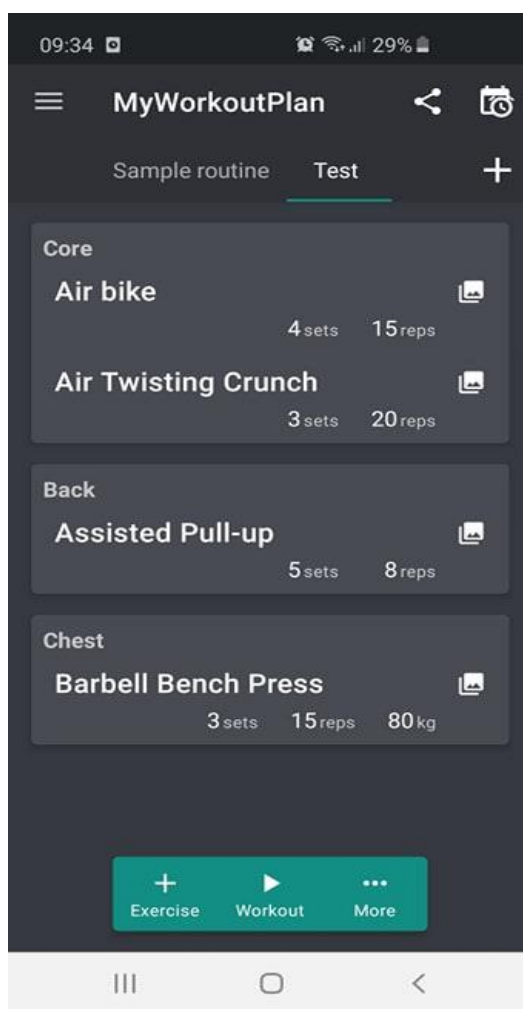 09:34 29%
MyWorkoutPlan
Sample routine Test
Core
Air bike
4 sets 15 reps
Air Twisting Crunch
3 sets 20 reps
Back
Assisted Pull-up
5 sets 8 reps
Chest
Barbell Bench Press
3 sets 15 reps 80 kg
Exercise Workout More